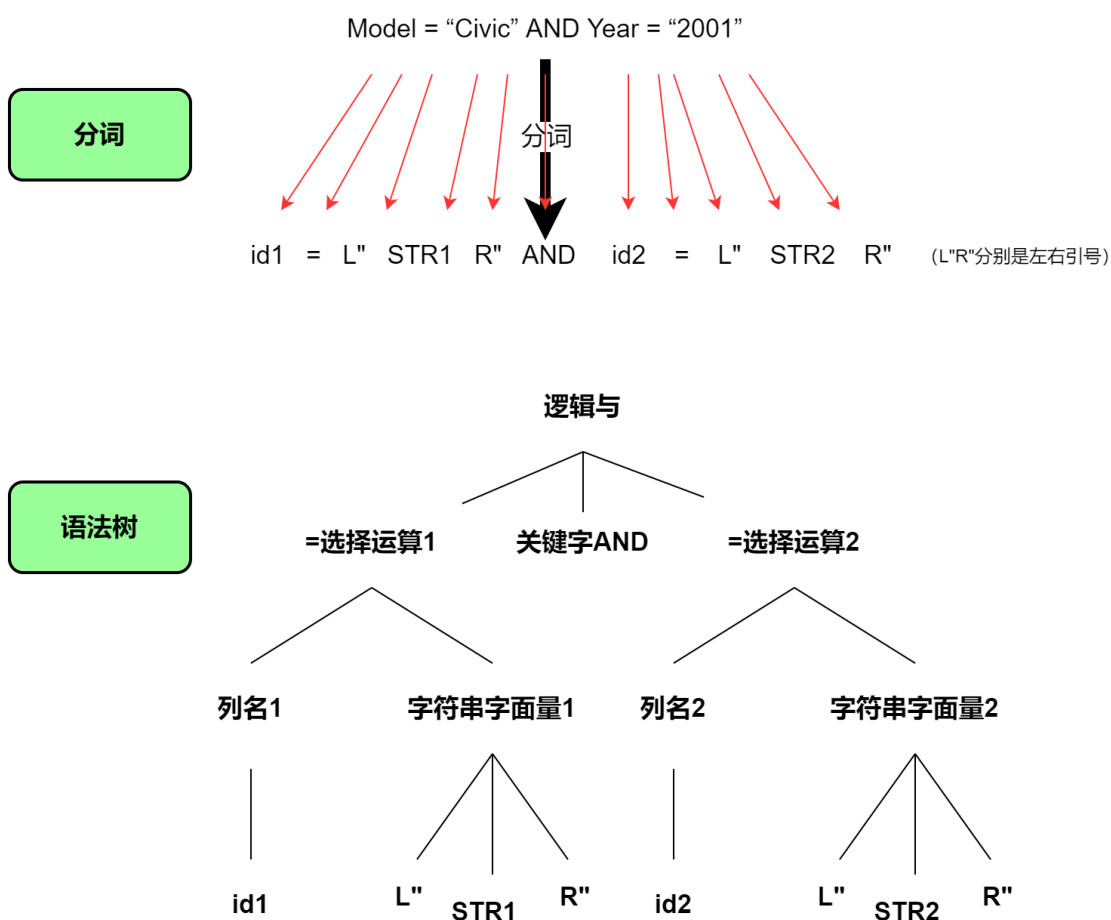 Model = “Civic” AND Year = “2001”
分词
分词
id1 = L" STR1 R" AND id2 = L" STR2 R" (L"R"分别是左右引号)
逻辑与
语法树
=选择运算1 关键字AND =选择运算2
列名1 字符串字面量1 列名2 字符串字面量2
id1 L" STR1 R" id2 L" STR2 R"